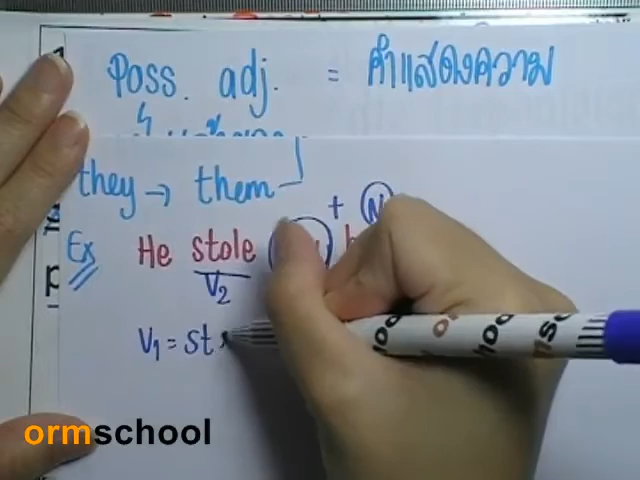 Poss. adj. = คำแสดงความ
they → them
+ N
Ex He stole
V2
V1 = st
ormschool